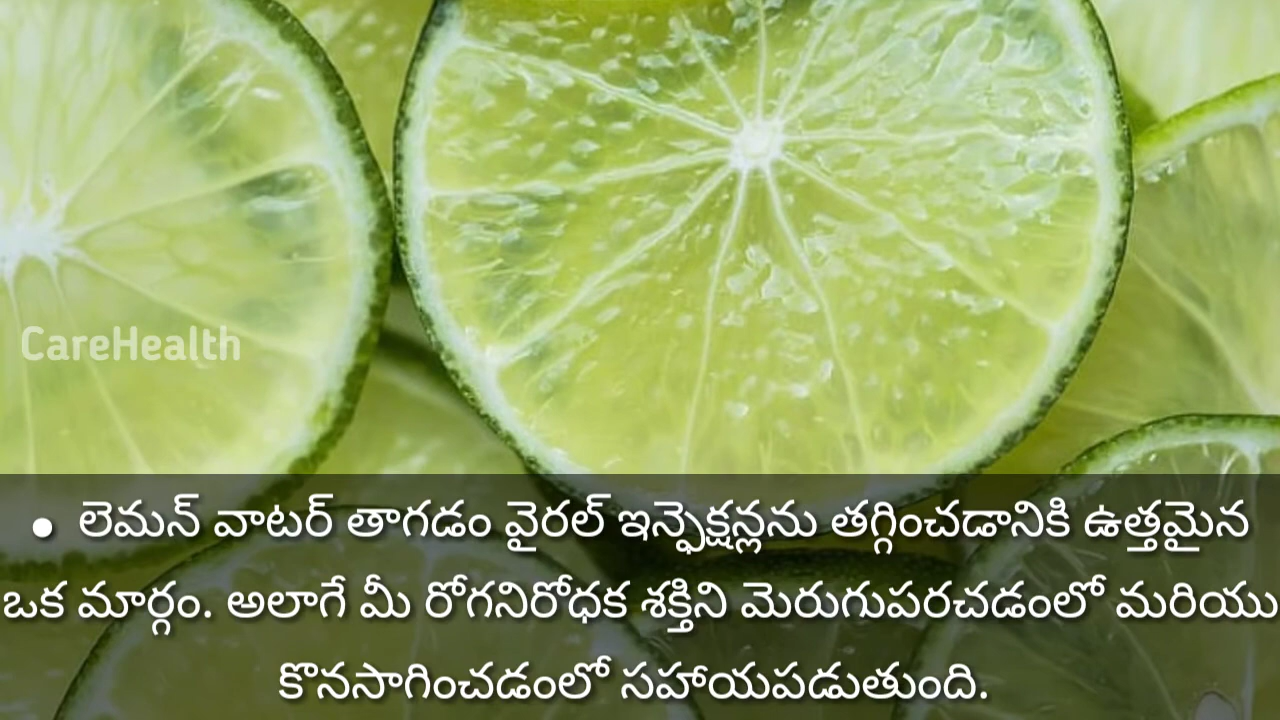 CareHealth
• లెమన్ వాటర్ తాగడం వైరల్ ఇన్ఫెక్షన్లను తగ్గించడానికి ఉత్తమైన
ఒక మార్గం. అలాగే మీ రోగనిరోధక శక్తిని మెరుగుపరచడంలో మరియు
కొనసాగించడంలో సహాయపడుతుంది.